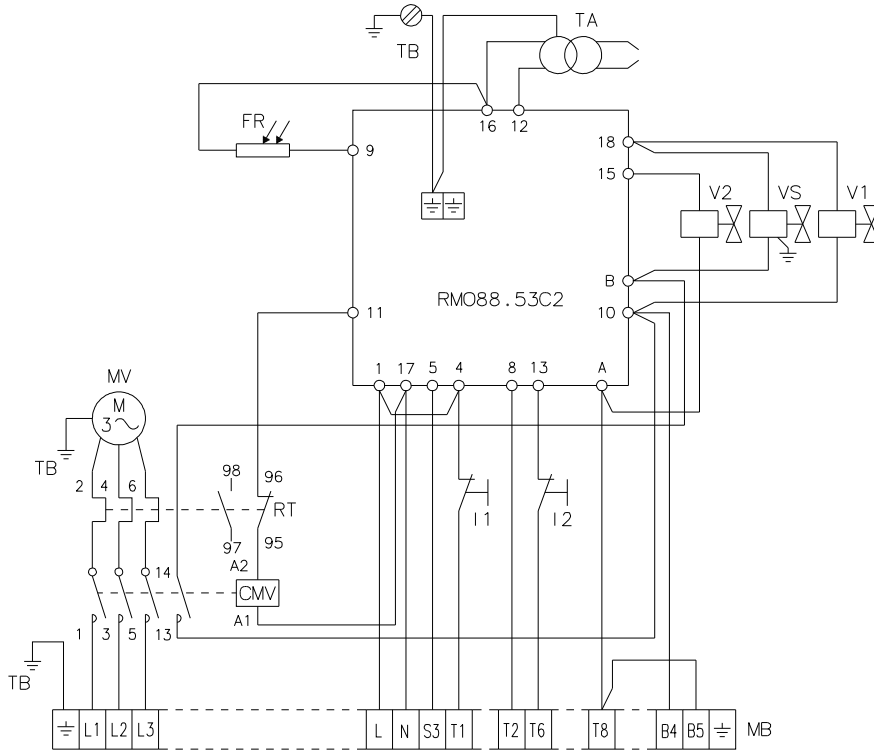 TA
TB
16 12
FR
9
18
15
V2 VS V1
B
RMO88.53C2
10
11
1 17 5 4 8 13 A
MV
M
3
TB
2 4 6
98 96
RT
I1 I2
97 95
A2
14
CMV
A1
1 3 5 13
TB
L1 L2 L3 L N S3 T1 T2 T6 T8 B4 B5 MB